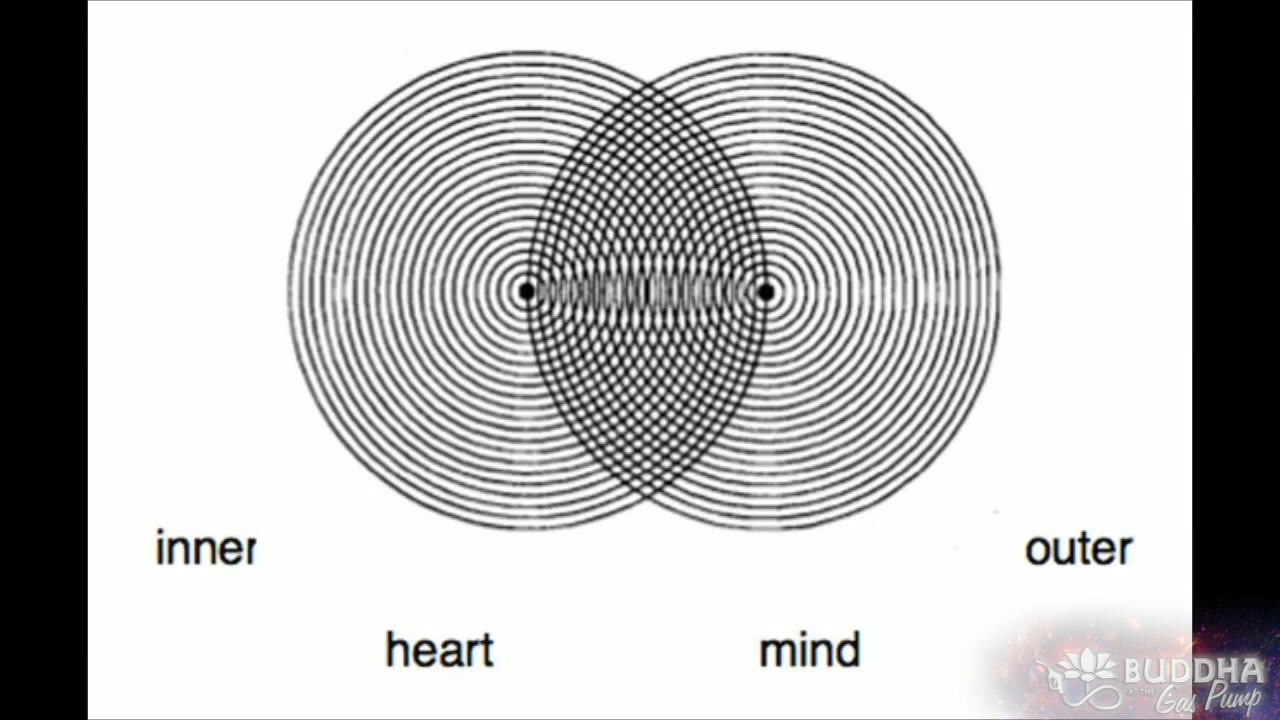 inner
outer
heart
mind
BUDDHA
AT THE
Gas Pump